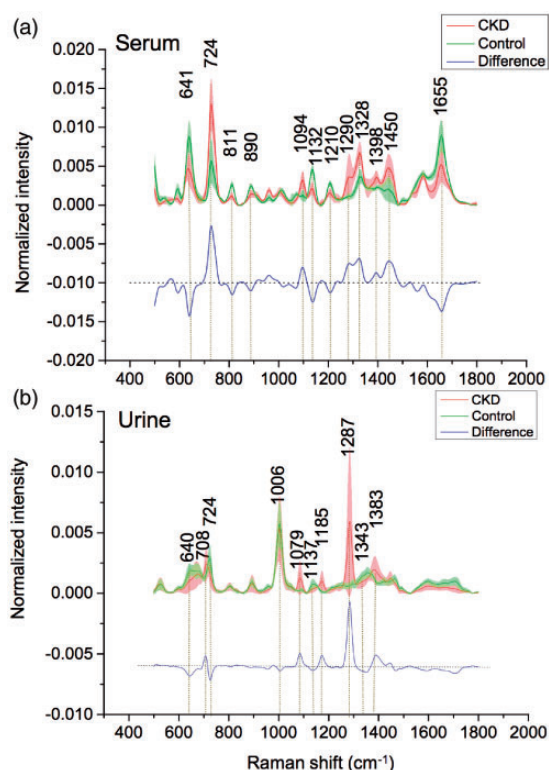 (a)
Serum
CKD
Control
Difference
641
724
811
890
1094
1132
1210
1290
1328
1398
1450
1655
Normalized intensity
0.020
0.015
0.010
0.005
0.000
-0.005
-0.010
-0.015
-0.020
400 600 800 1000 1200 1400 1600 1800 2000
(b)
Urine
CKD
Control
Difference
640
708
724
1006
1079
1137
1185
1287
1343
1383
Normalized intensity
0.015
0.010
0.005
0.000
-0.005
-0.010
400 600 800 1000 1200 1400 1600 1800 2000
Raman shift (cm⁻¹)